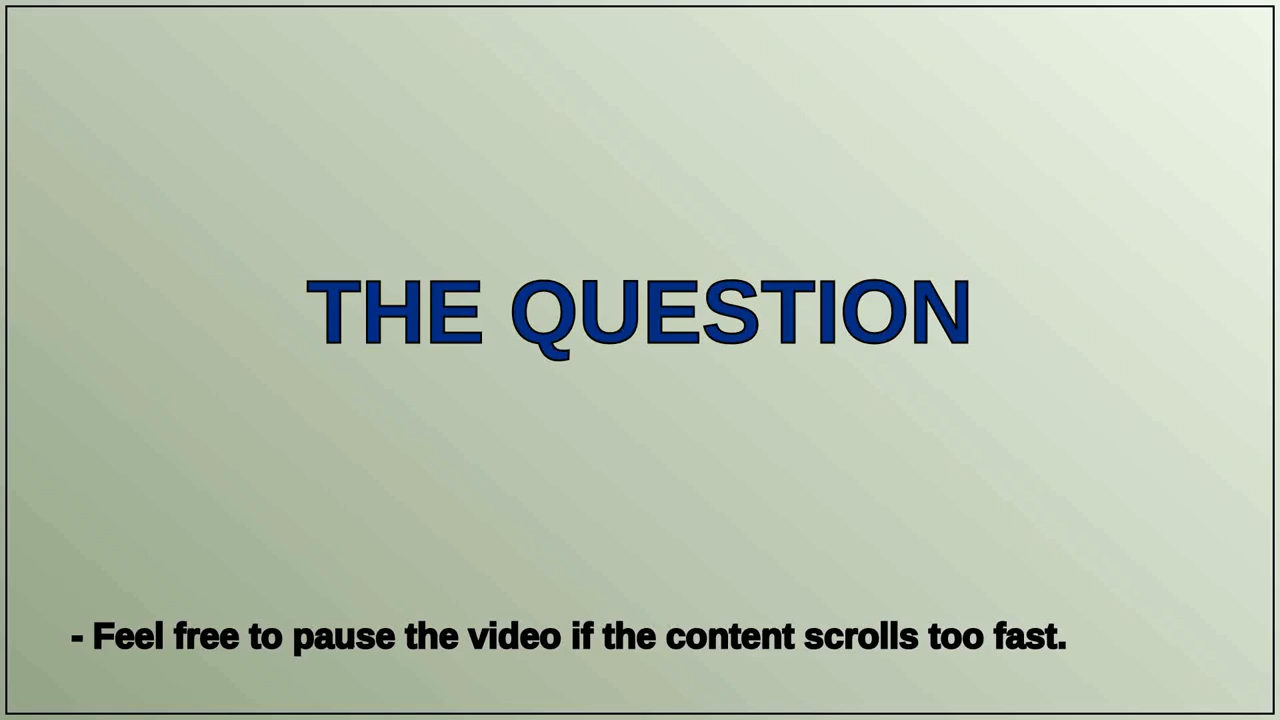 THE QUESTION
- Feel free to pause the video if the content scrolls too fast.